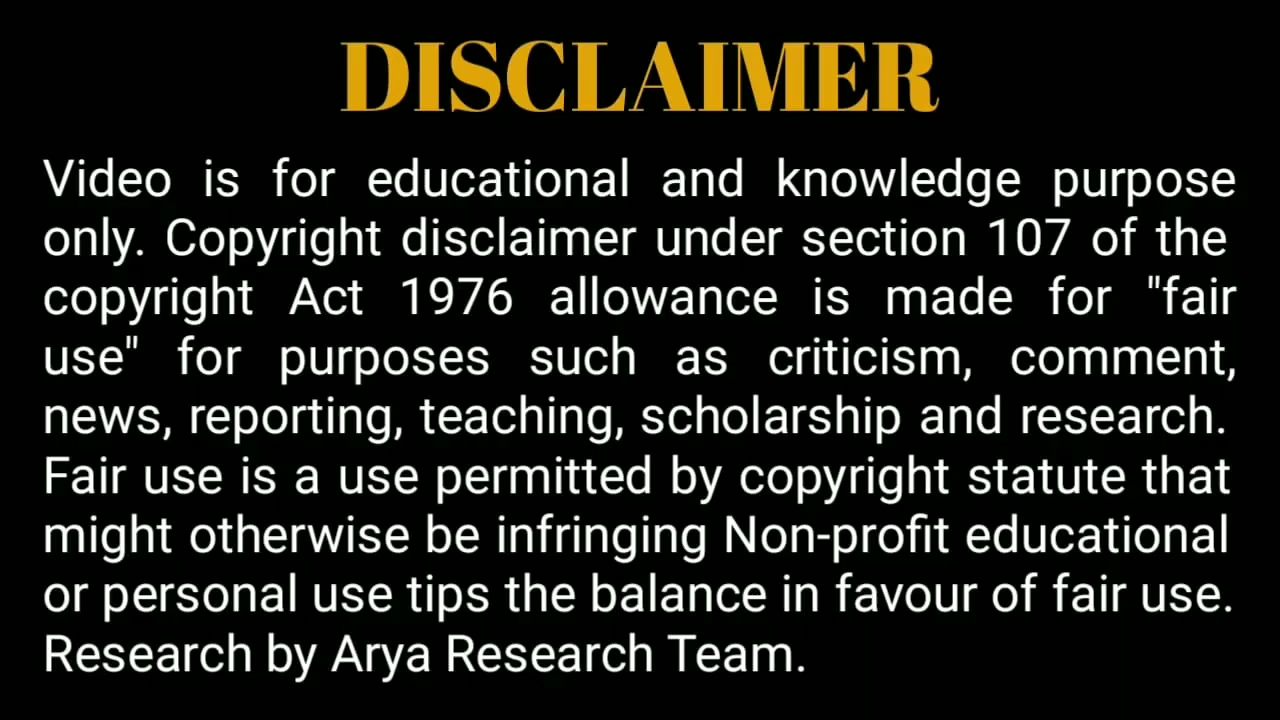 DISCLAIMER
Video is for educational and knowledge purpose
only. Copyright disclaimer under section 107 of the
copyright Act 1976 allowance is made for "fair
use" for purposes such as criticism, comment,
news, reporting, teaching, scholarship and research.
Fair use is a use permitted by copyright statute that
might otherwise be infringing Non-profit educational
or personal use tips the balance in favour of fair use.
Research by Arya Research Team.